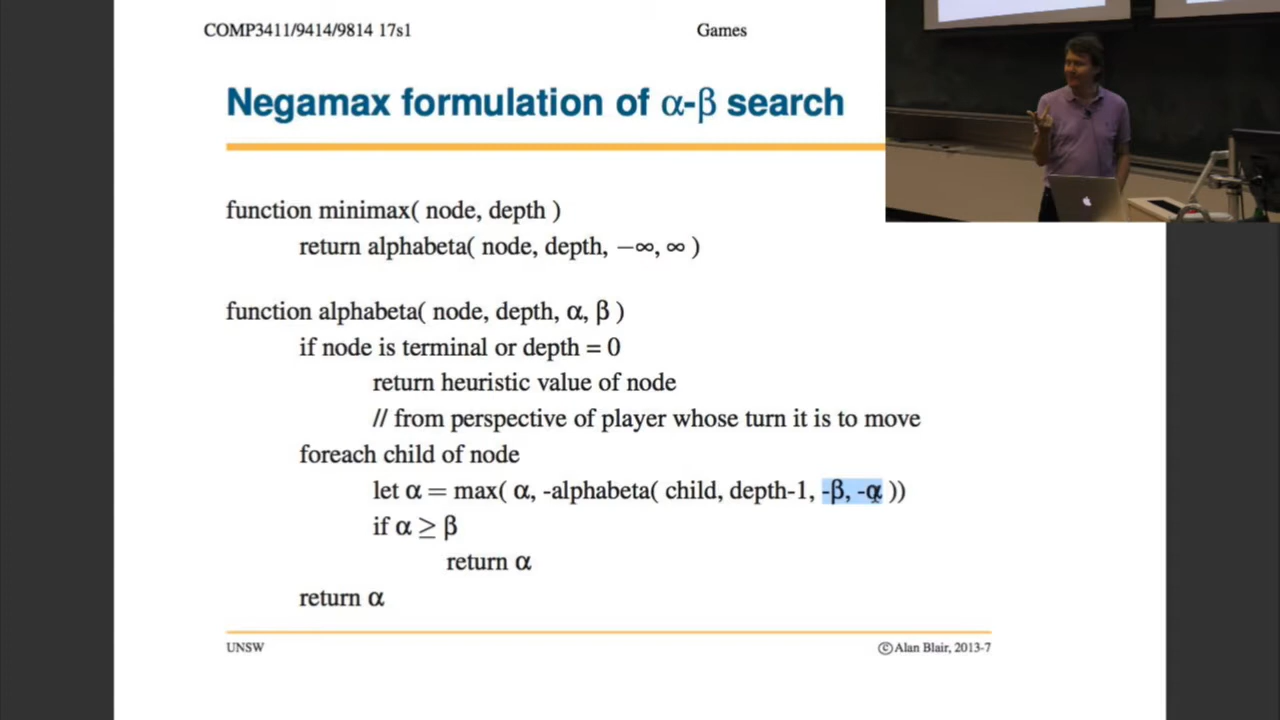 COMP3411/9414/9814 17s1 Games
Negamax formulation of α-β search
function minimax( node, depth )
return alphabeta( node, depth, −∞, ∞ )
function alphabeta( node, depth, α, β )
if node is terminal or depth = 0
return heuristic value of node
// from perspective of player whose turn it is to move
foreach child of node
let α = max( α, -alphabeta( child, depth-1, -β, -α ))
if α ≥ β
return α
return α
UNSW ©Alan Blair, 2013-7